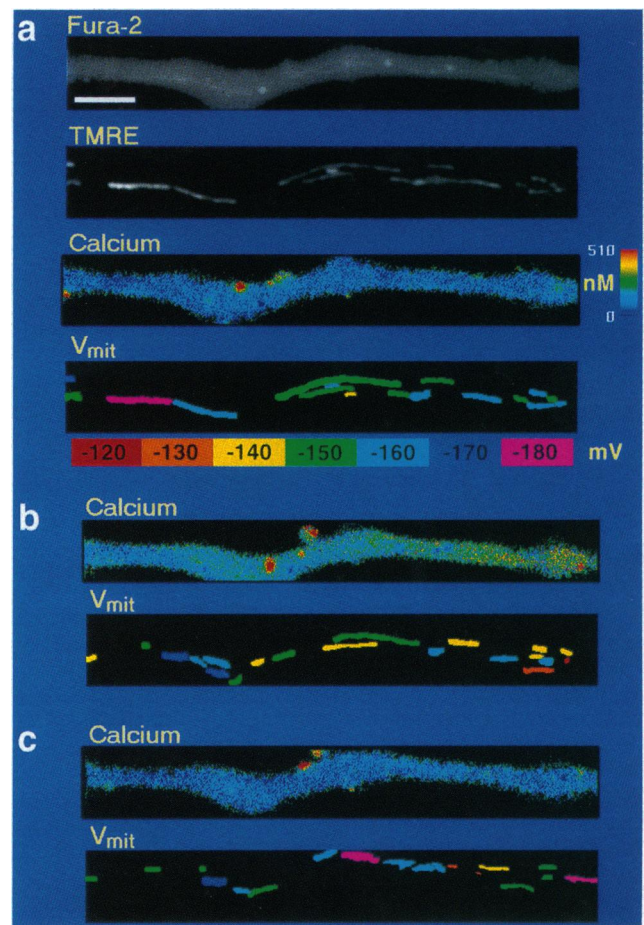 a
Fura-2
TMRE
Calcium
510
nM
0
Vmit
-120 -130 -140 -150 -160 -170 -180 mV
b
Calcium
Vmit
c
Calcium
Vmit